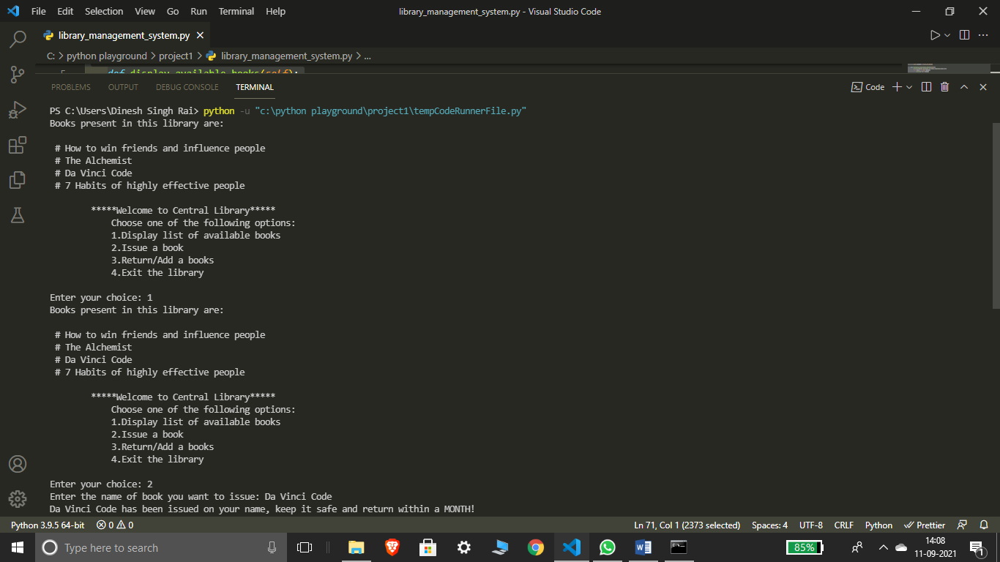 File Edit Selection View Go Run Terminal Help library_management_system.py - Visual Studio Code
library_management_system.py
C: > python playground > project1 > library_management_system.py > ...
5 def display_available_books(self):
PROBLEMS OUTPUT DEBUG CONSOLE TERMINAL Code
PS C:\Users\Dinesh Singh Rai> python -u "c:\python playground\project1\tempCodeRunnerFile.py"
Books present in this library are:
# How to win friends and influence people
# The Alchemist
# Da Vinci Code
# 7 Habits of highly effective people
*****Welcome to Central Library*****
Choose one of the following options:
1.Display list of available books
2.Issue a book
3.Return/Add a books
4.Exit the library
Enter your choice: 1
Books present in this library are:
# How to win friends and influence people
# The Alchemist
# Da Vinci Code
# 7 Habits of highly effective people
*****Welcome to Central Library*****
Choose one of the following options:
1.Display list of available books
2.Issue a book
3.Return/Add a books
4.Exit the library
Enter your choice: 2
Enter the name of book you want to issue: Da Vinci Code
Da Vinci Code has been issued on your name, keep it safe and return within a MONTH!
Python 3.9.5 64-bit 0 0 Ln 71, Col 1 (2373 selected) Spaces: 4 UTF-8 CRLF Python Prettier
Type here to search 85% 14:08
11-09-2021 1